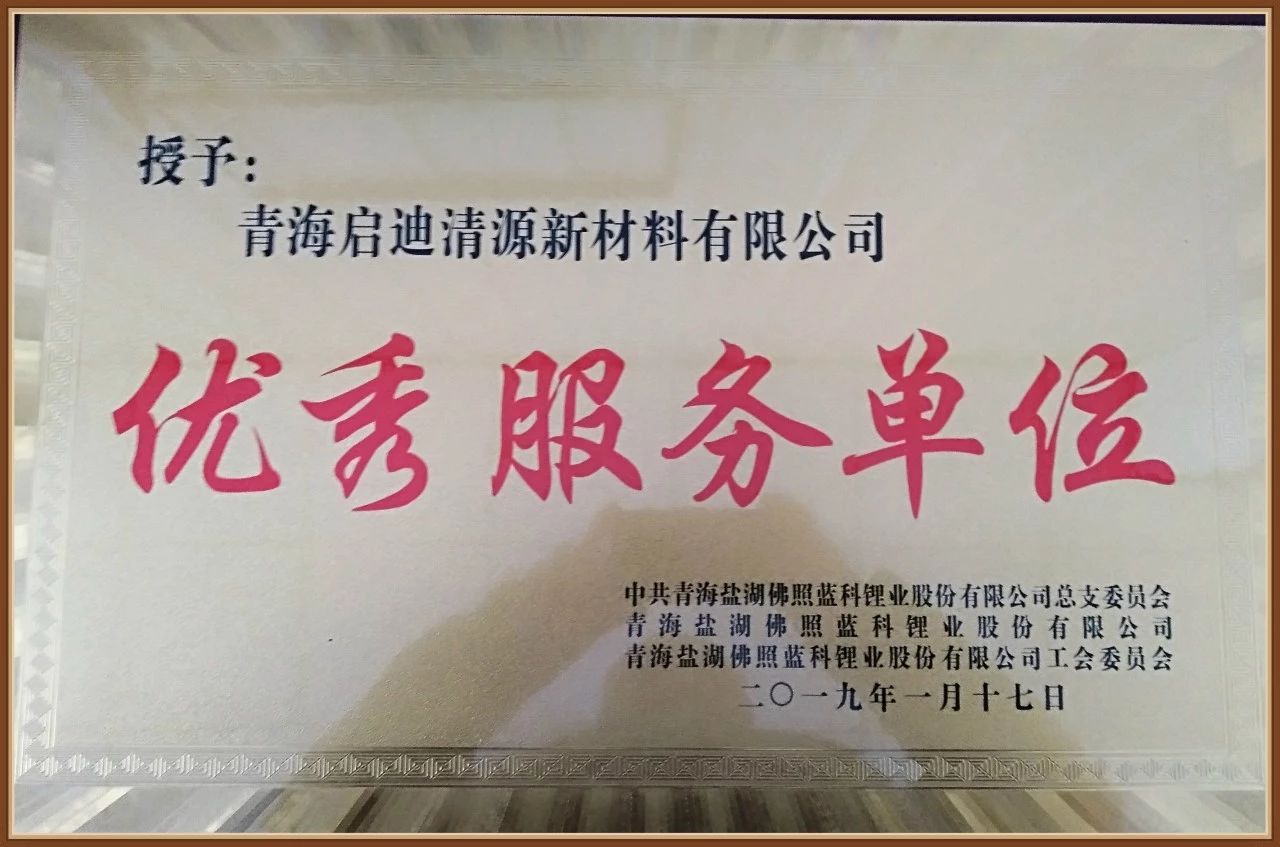 授予：
青海启迪清源新材料有限公司
优秀服务单位
中共青海盐湖佛照蓝科锂业股份有限公司总支委员会
青海盐湖佛照蓝科锂业股份有限公司
青海盐湖佛照蓝科锂业股份有限公司工会委员会
二〇一九年一月十七日